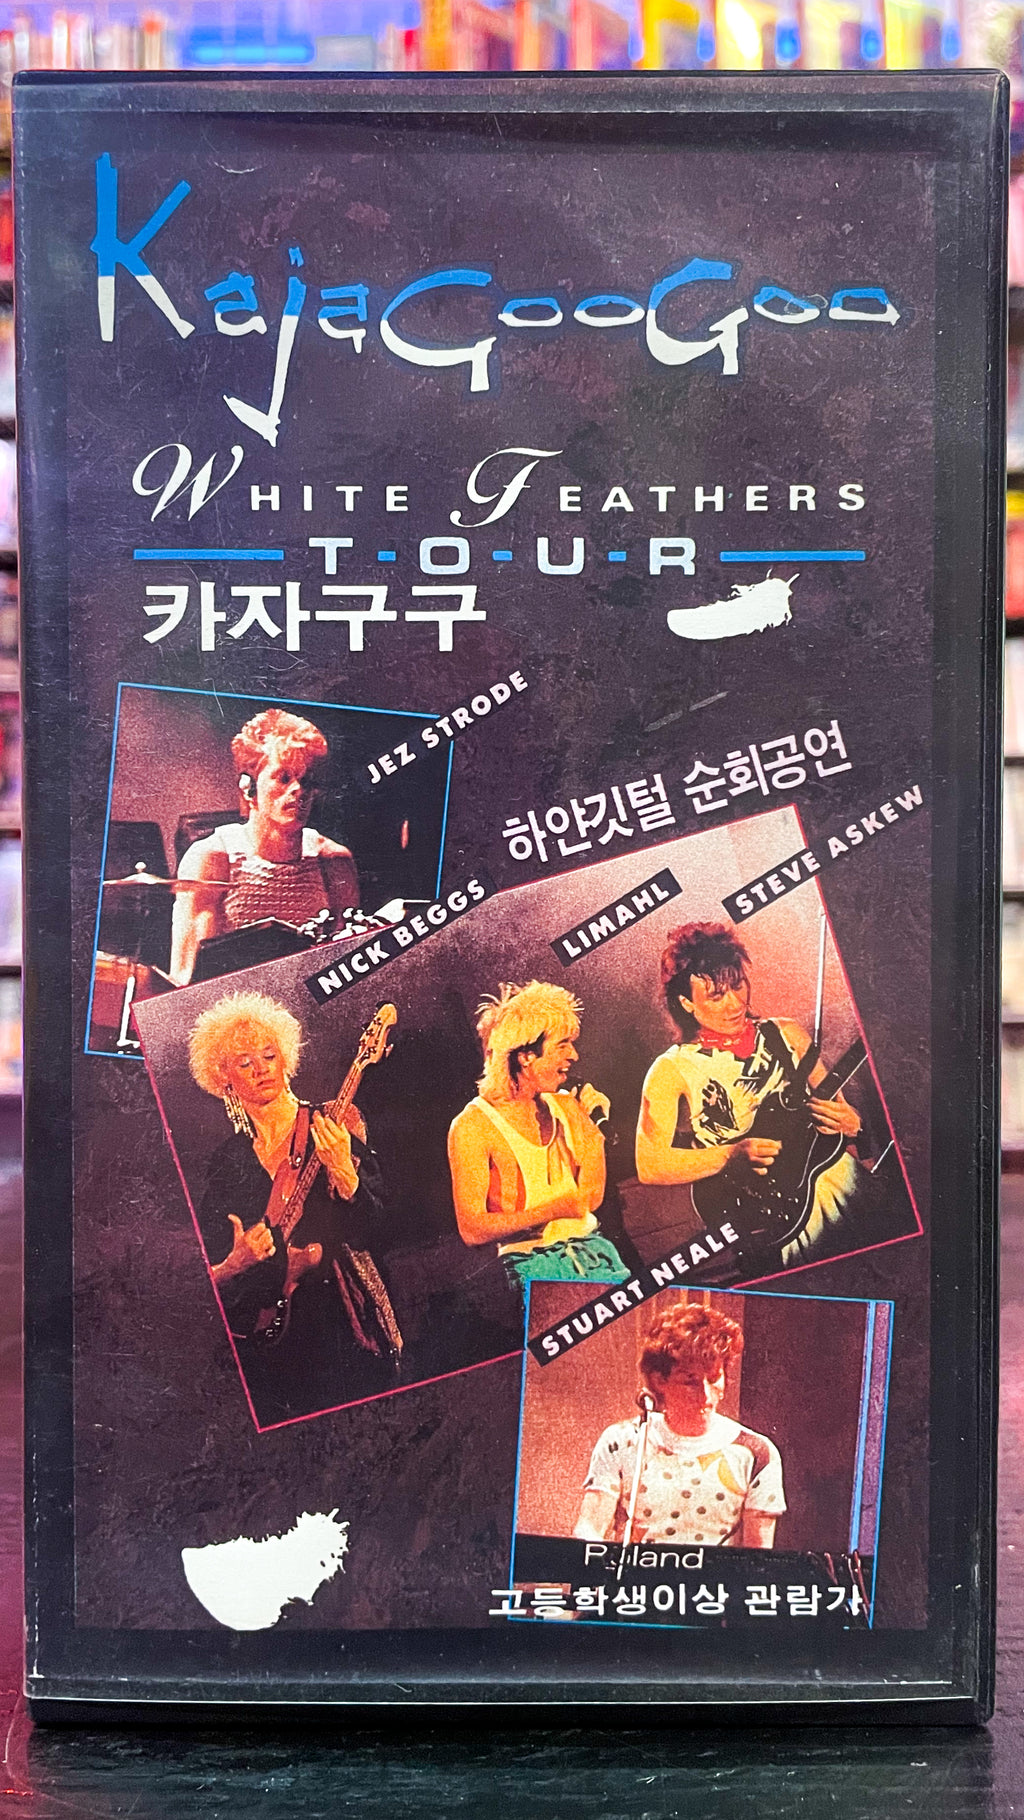 KajaGooGoo
WHITE FEATHERS
T-O-U-R
카자구구
JEZ STRODE
하얀깃털 순회공연
STEVE ASKEW
LIMAHL
NICK BEGGS
STUART NEALE
Roland
고등학생이상 관람가